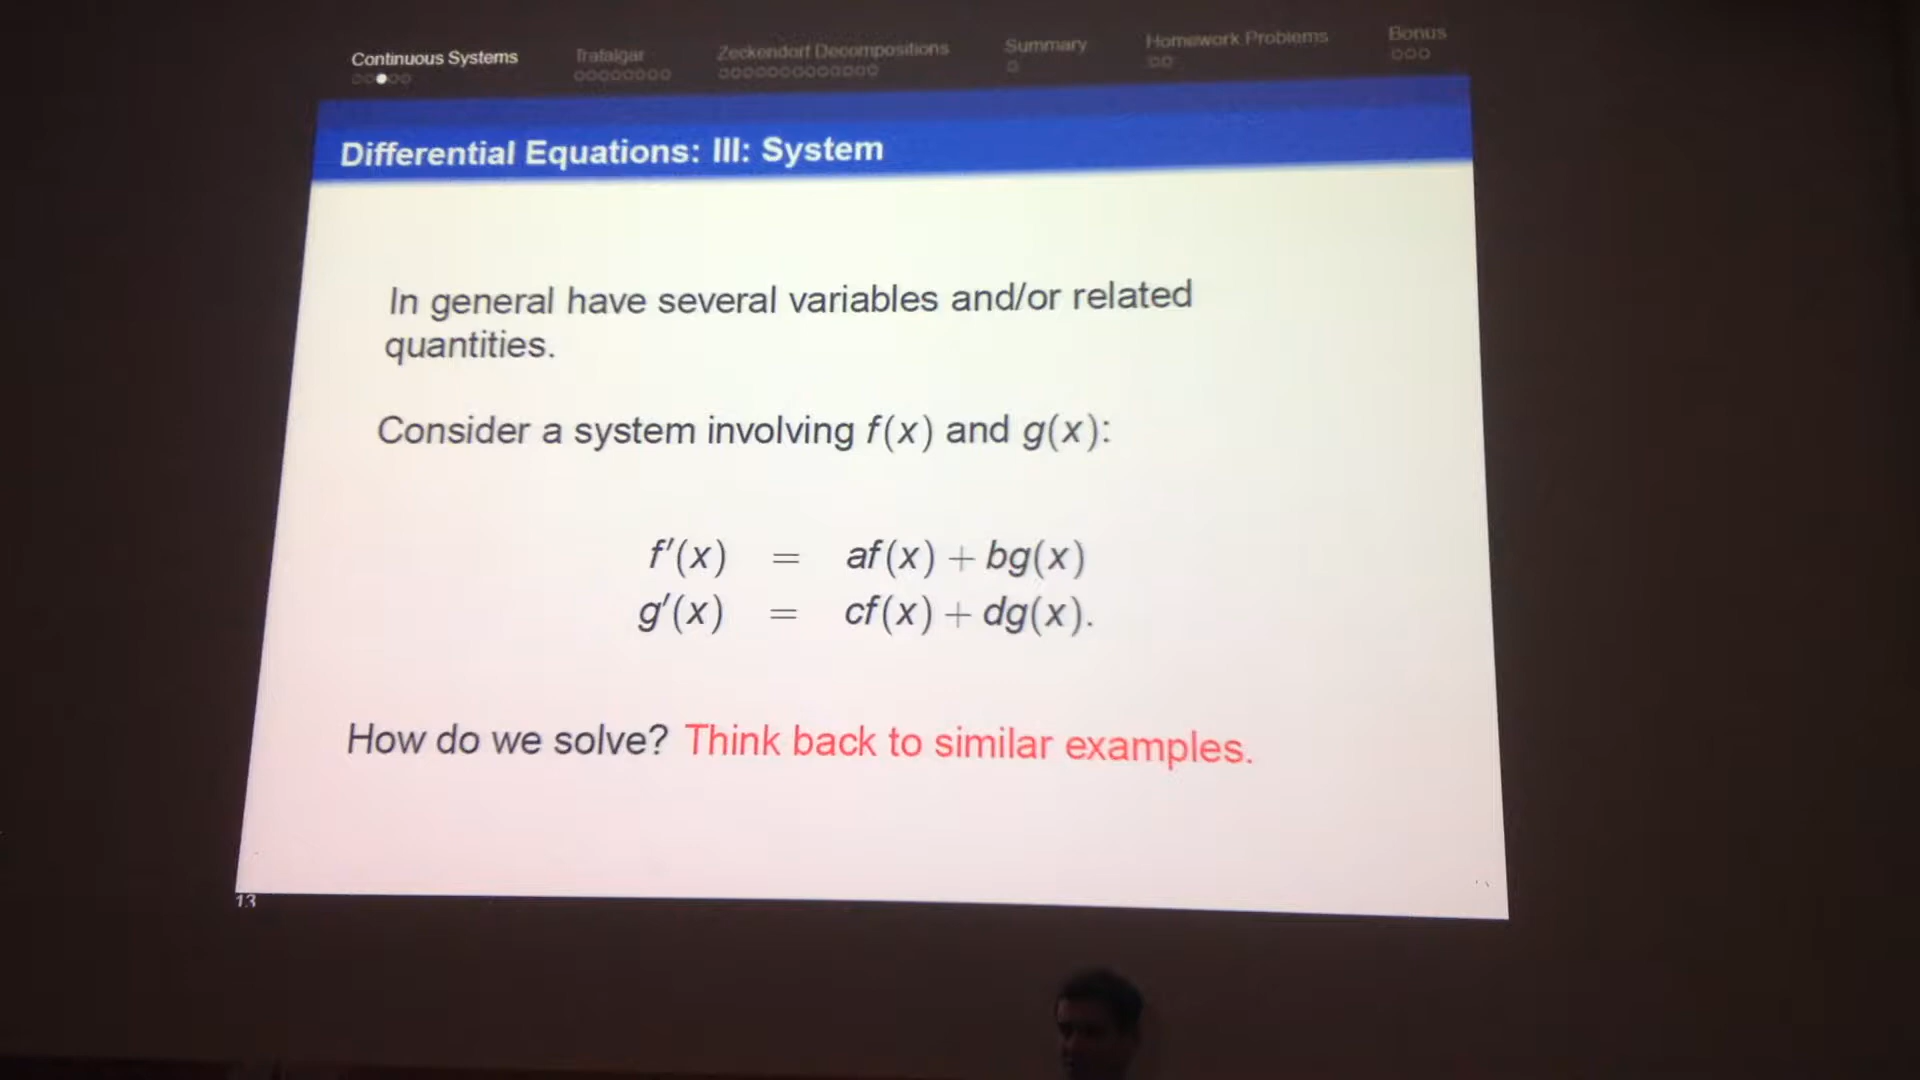 Continuous Systems
Trafalgar
Zeckendorf Decompositions
Summary
Homework Problems
Bonus
Differential Equations: III: System
In general have several variables and/or related
quantities.
Consider a system involving f(x) and g(x):
f′(x) = af(x) + bg(x)
g′(x) = cf(x) + dg(x).
How do we solve? Think back to similar examples.
13